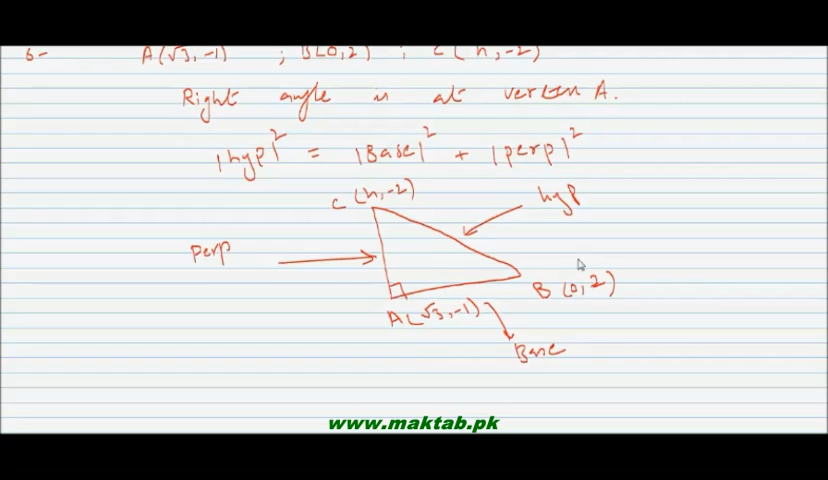 6- A(√3,-1) ; B(0,2) ; C(h,-2)
Right angle is at vertex A.
|hyp|² = |Base|² + |perp|²
C(h,-2)
hyp
Perp
B(0,2)
A(√3,-1)
Base
www.maktab.pk